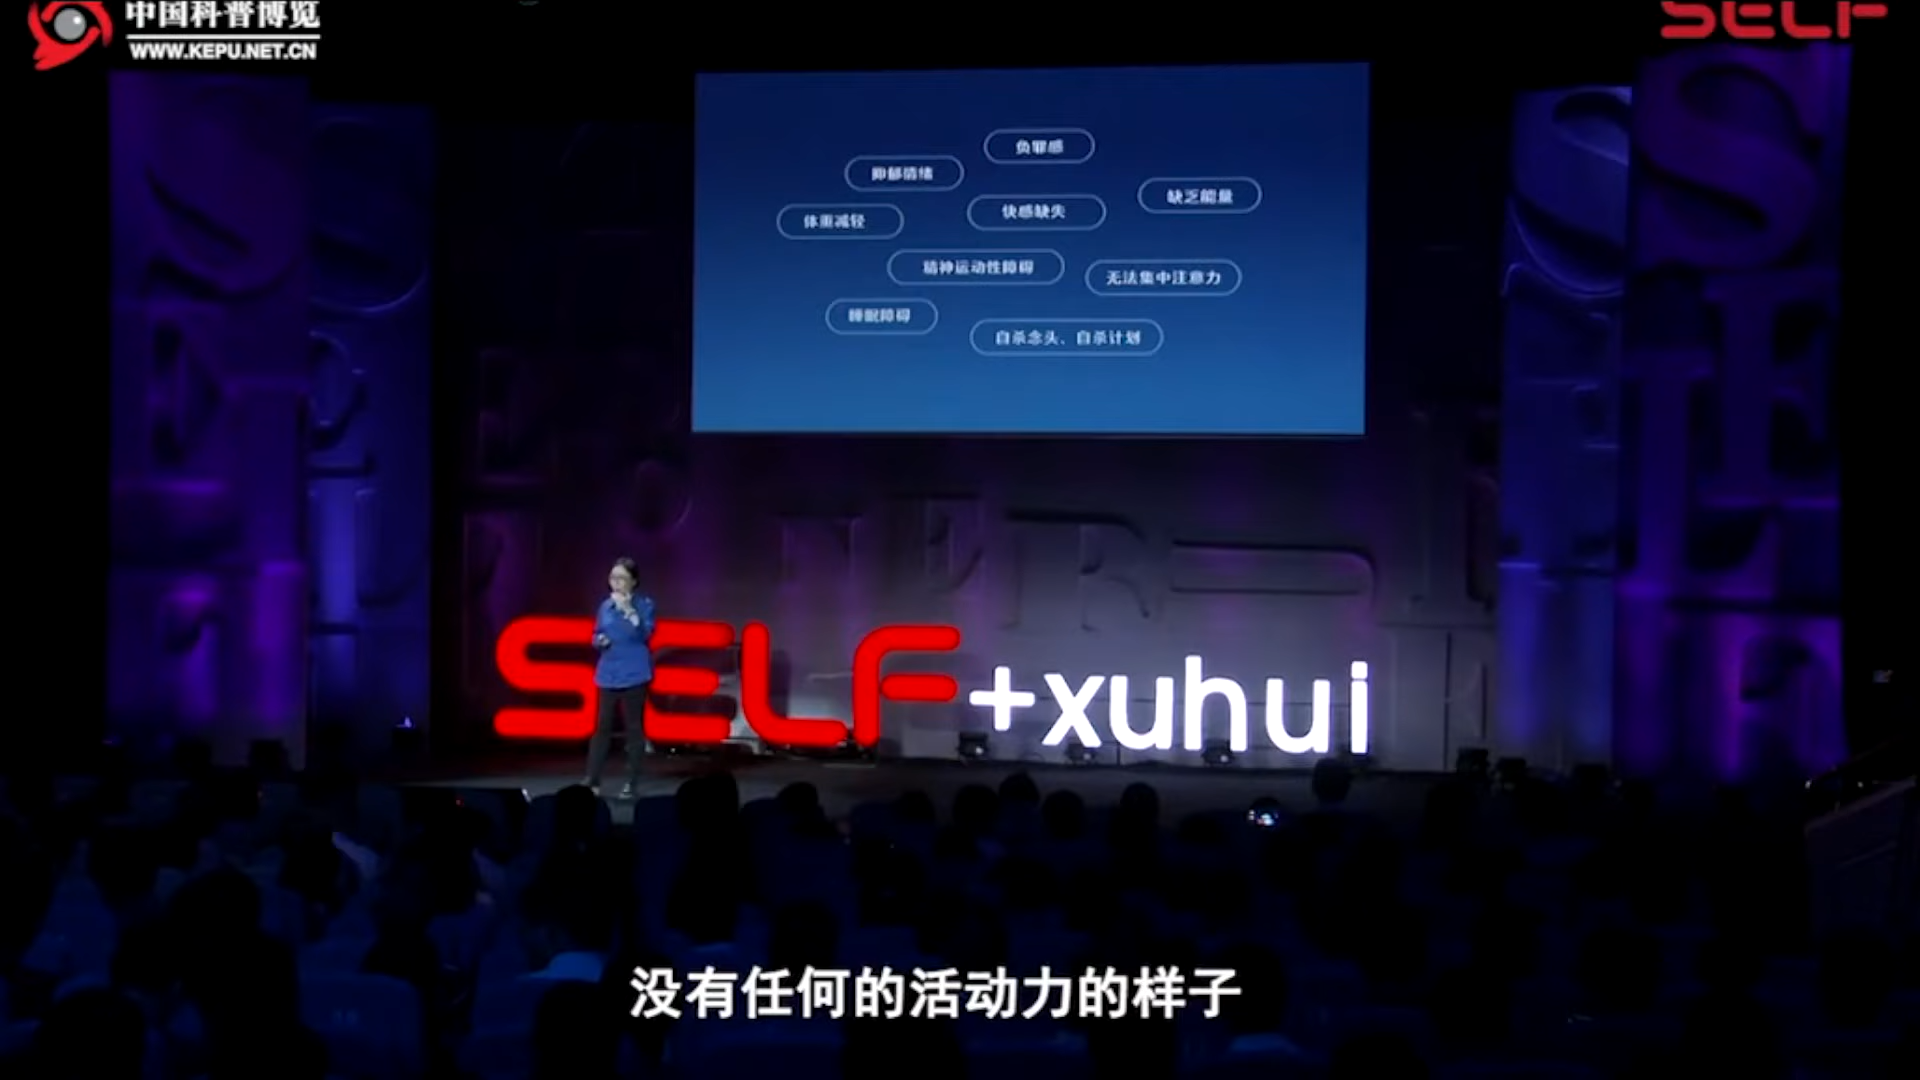 中国科普博览
WWW.KEPU.NET.CN
SELF
负罪感
抑郁情绪
缺乏能量
快感缺失
体重减轻
精神运动性障碍
无法集中注意力
睡眠障碍
自杀念头、自杀计划
SELF+xuhui
没有任何的活动力的样子